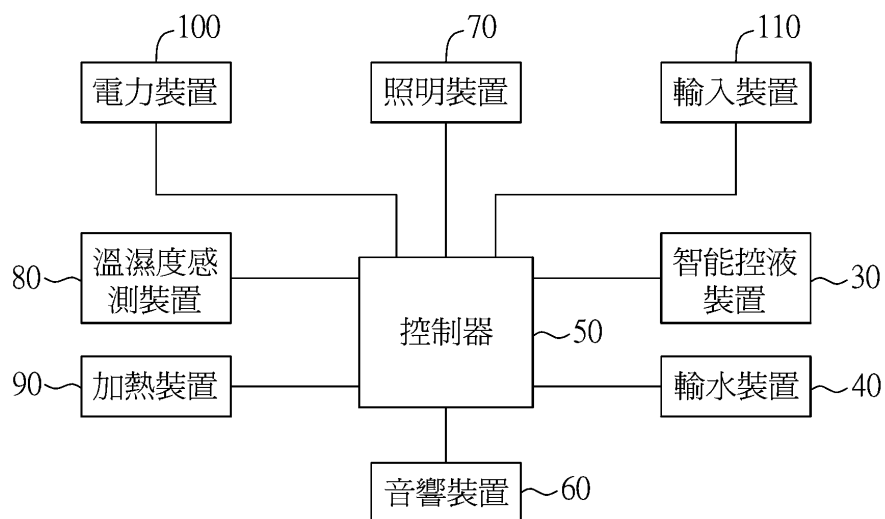 100
70
110
電力裝置
照明裝置
輸入裝置
80
溫濕度感
測裝置
智能控液
裝置
30
控制器
50
90
加熱裝置
輸水裝置
40
音響裝置
60